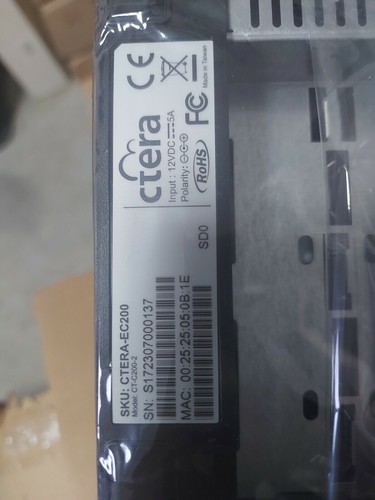 ctera
Input : 12VDC 5A
Polarity:
RoHS
FC
CE
Made in Taiwan
SD0
SKU: CTERA-EC200
Model: CT-C200-2
SN: S172307000137
MAC: 00:25:25:05:0B:1E